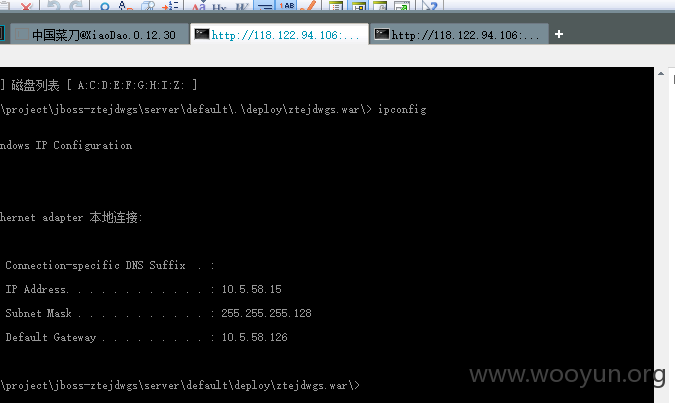 中国菜刀@XiaoDao.0.12.30 http://118.122.94.106:... http://118.122.94.106:... +
] 磁盘列表 [ A:C:D:E:F:G:H:I:Z: ]
\project\jboss-ztejdwgs\server\default\.\deploy\ztejdwgs.war\> ipconfig
ndows IP Configuration
hernet adapter 本地连接:
Connection-specific DNS Suffix . :
IP Address. . . . . . . . . . . . : 10.5.58.15
Subnet Mask . . . . . . . . . . . : 255.255.255.128
Default Gateway . . . . . . . . . : 10.5.58.126
\project\jboss-ztejdwgs\server\default\deploy\ztejdwgs.war\>
www.wooyun.org